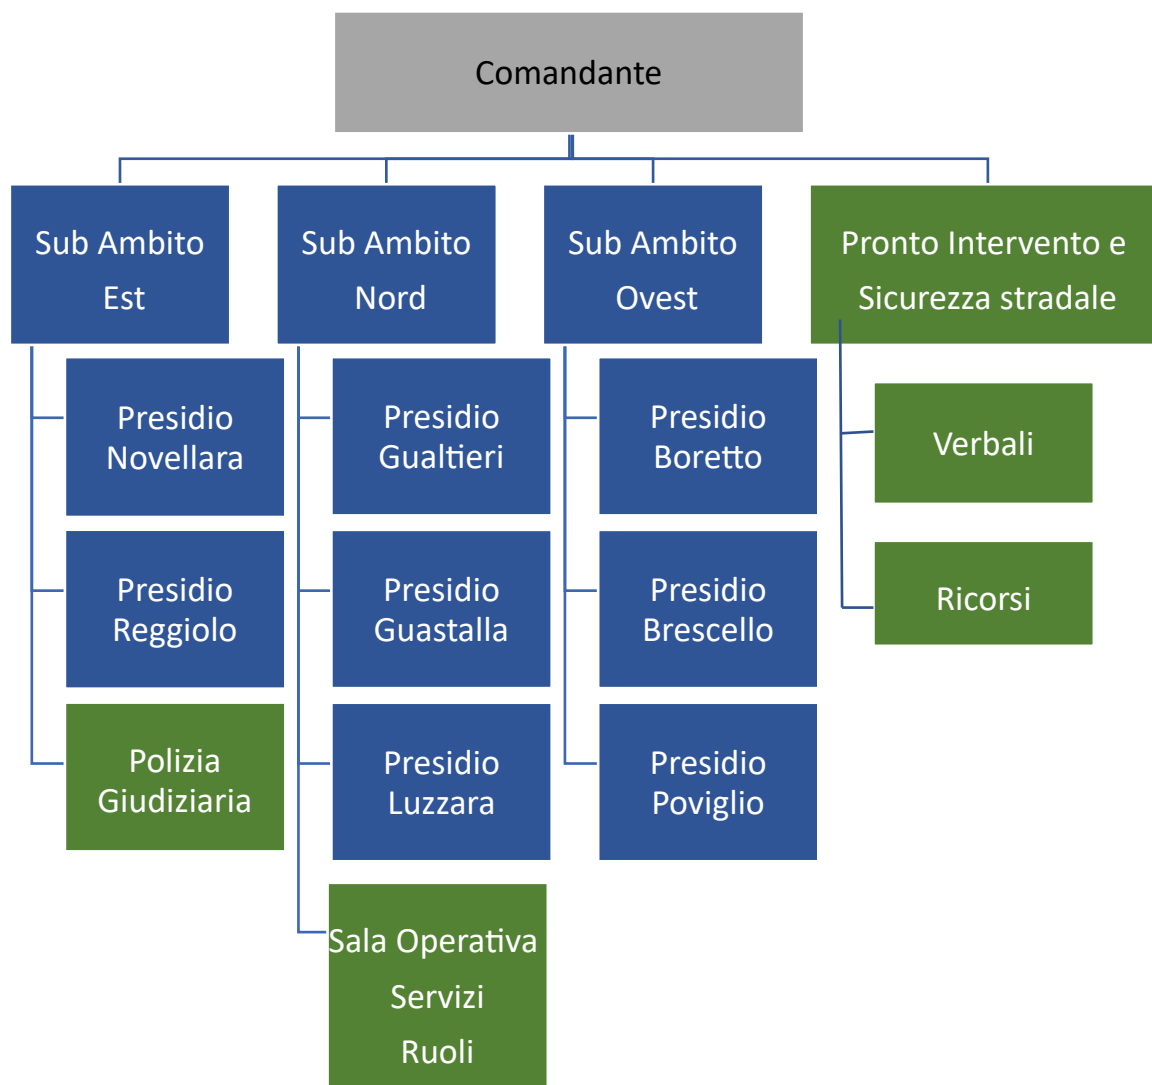 Comandante
Sub Ambito
Est
Sub Ambito
Nord
Sub Ambito
Ovest
Pronto Intervento e
Sicurezza stradale
Presidio
Novellara
Presidio
Gualtieri
Presidio
Boretto
Verbali
Presidio
Reggiolo
Presidio
Guastalla
Presidio
Brescello
Ricorsi
Polizia
Giudiziaria
Presidio
Luzzara
Presidio
Poviglio
Sala Operativa
Servizi
Ruoli